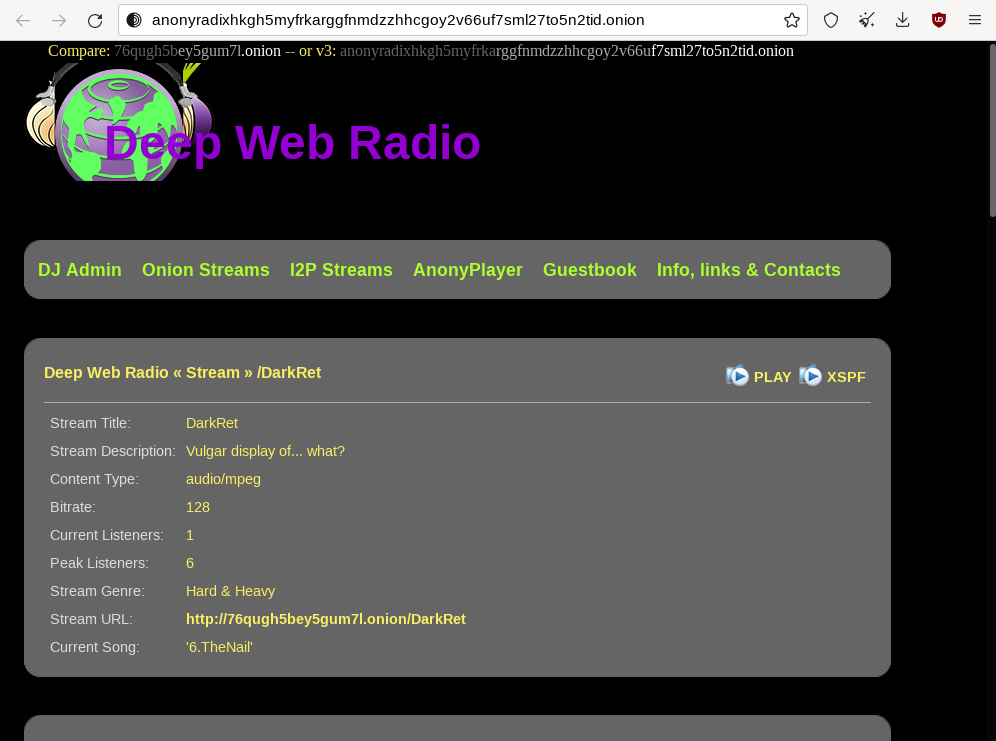 anonyradixhkgh5myfrkarggfnmdzzhhcgoy2v66uf7sml27to5n2tid.onion
Compare: 76qugh5bey5gum7l.onion -- or v3: anonyradixhkgh5myfrkarggfnmdzzhhcgoy2v66uf7sml27to5n2tid.onion
Deep Web Radio
DJ Admin Onion Streams I2P Streams AnonyPlayer Guestbook Info, links & Contacts
Deep Web Radio « Stream » /DarkRet PLAY XSPF
Stream Title: DarkRet
Stream Description: Vulgar display of... what?
Content Type: audio/mpeg
Bitrate: 128
Current Listeners: 1
Peak Listeners: 6
Stream Genre: Hard & Heavy
Stream URL: http://76qugh5bey5gum7l.onion/DarkRet
Current Song: '6.TheNail'